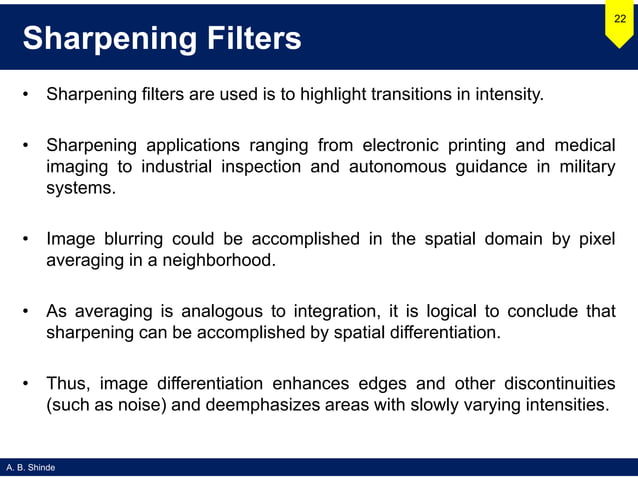 22
Sharpening Filters
• Sharpening filters are used is to highlight transitions in intensity.
• Sharpening applications ranging from electronic printing and medical
imaging to industrial inspection and autonomous guidance in military
systems.
• Image blurring could be accomplished in the spatial domain by pixel
averaging in a neighborhood.
• As averaging is analogous to integration, it is logical to conclude that
sharpening can be accomplished by spatial differentiation.
• Thus, image differentiation enhances edges and other discontinuities
(such as noise) and deemphasizes areas with slowly varying intensities.
A. B. Shinde